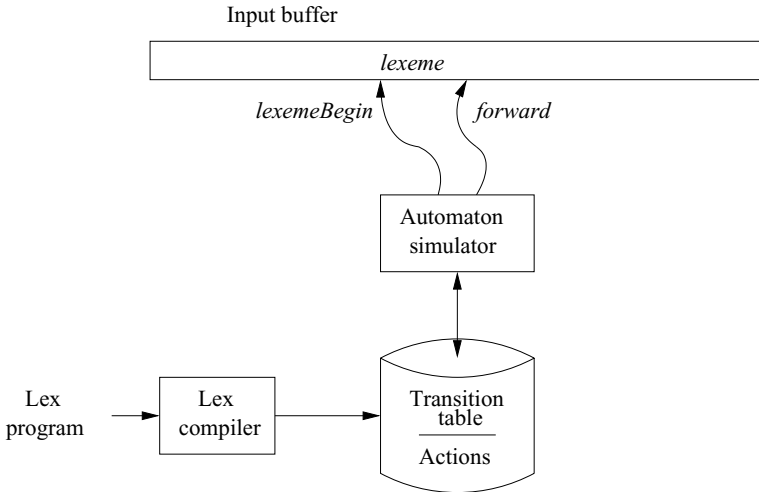 Input buffer
lexeme
lexemeBegin
forward
Automaton
simulator
Lex
program
Lex
compiler
Transition
table
Actions